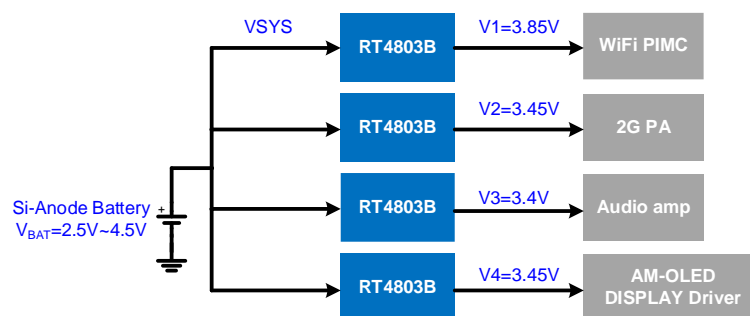 VSYS
RT4803B
V1=3.85V
WiFi PIMC
RT4803B
V2=3.45V
2G PA
Si-Anode Battery
+
VBAT=2.5V~4.5V
RT4803B
V3=3.4V
Audio amp
RT4803B
V4=3.45V
AM-OLED
DISPLAY Driver